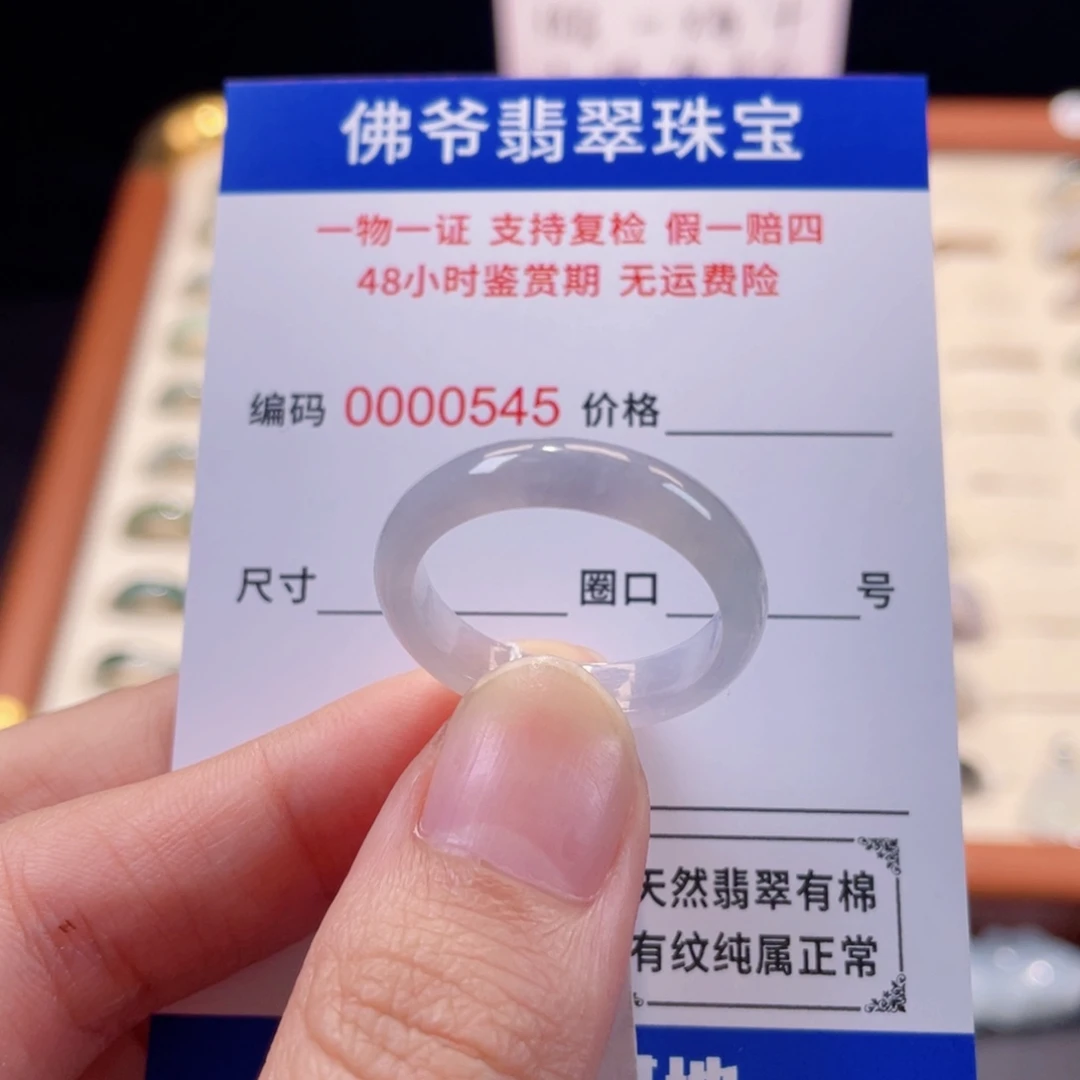 佛爷翡翠珠宝
一物一证 支持复检 假一赔四
48小时鉴赏期 无运费险
编码 0000545 价格
尺寸 圈口 号
天然翡翠有棉
有纹纯属正常